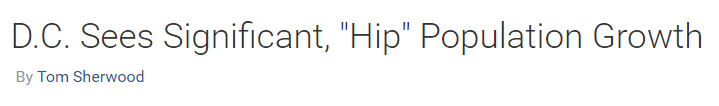 D.C. Sees Significant, "Hip" Population Growth
By Tom Sherwood